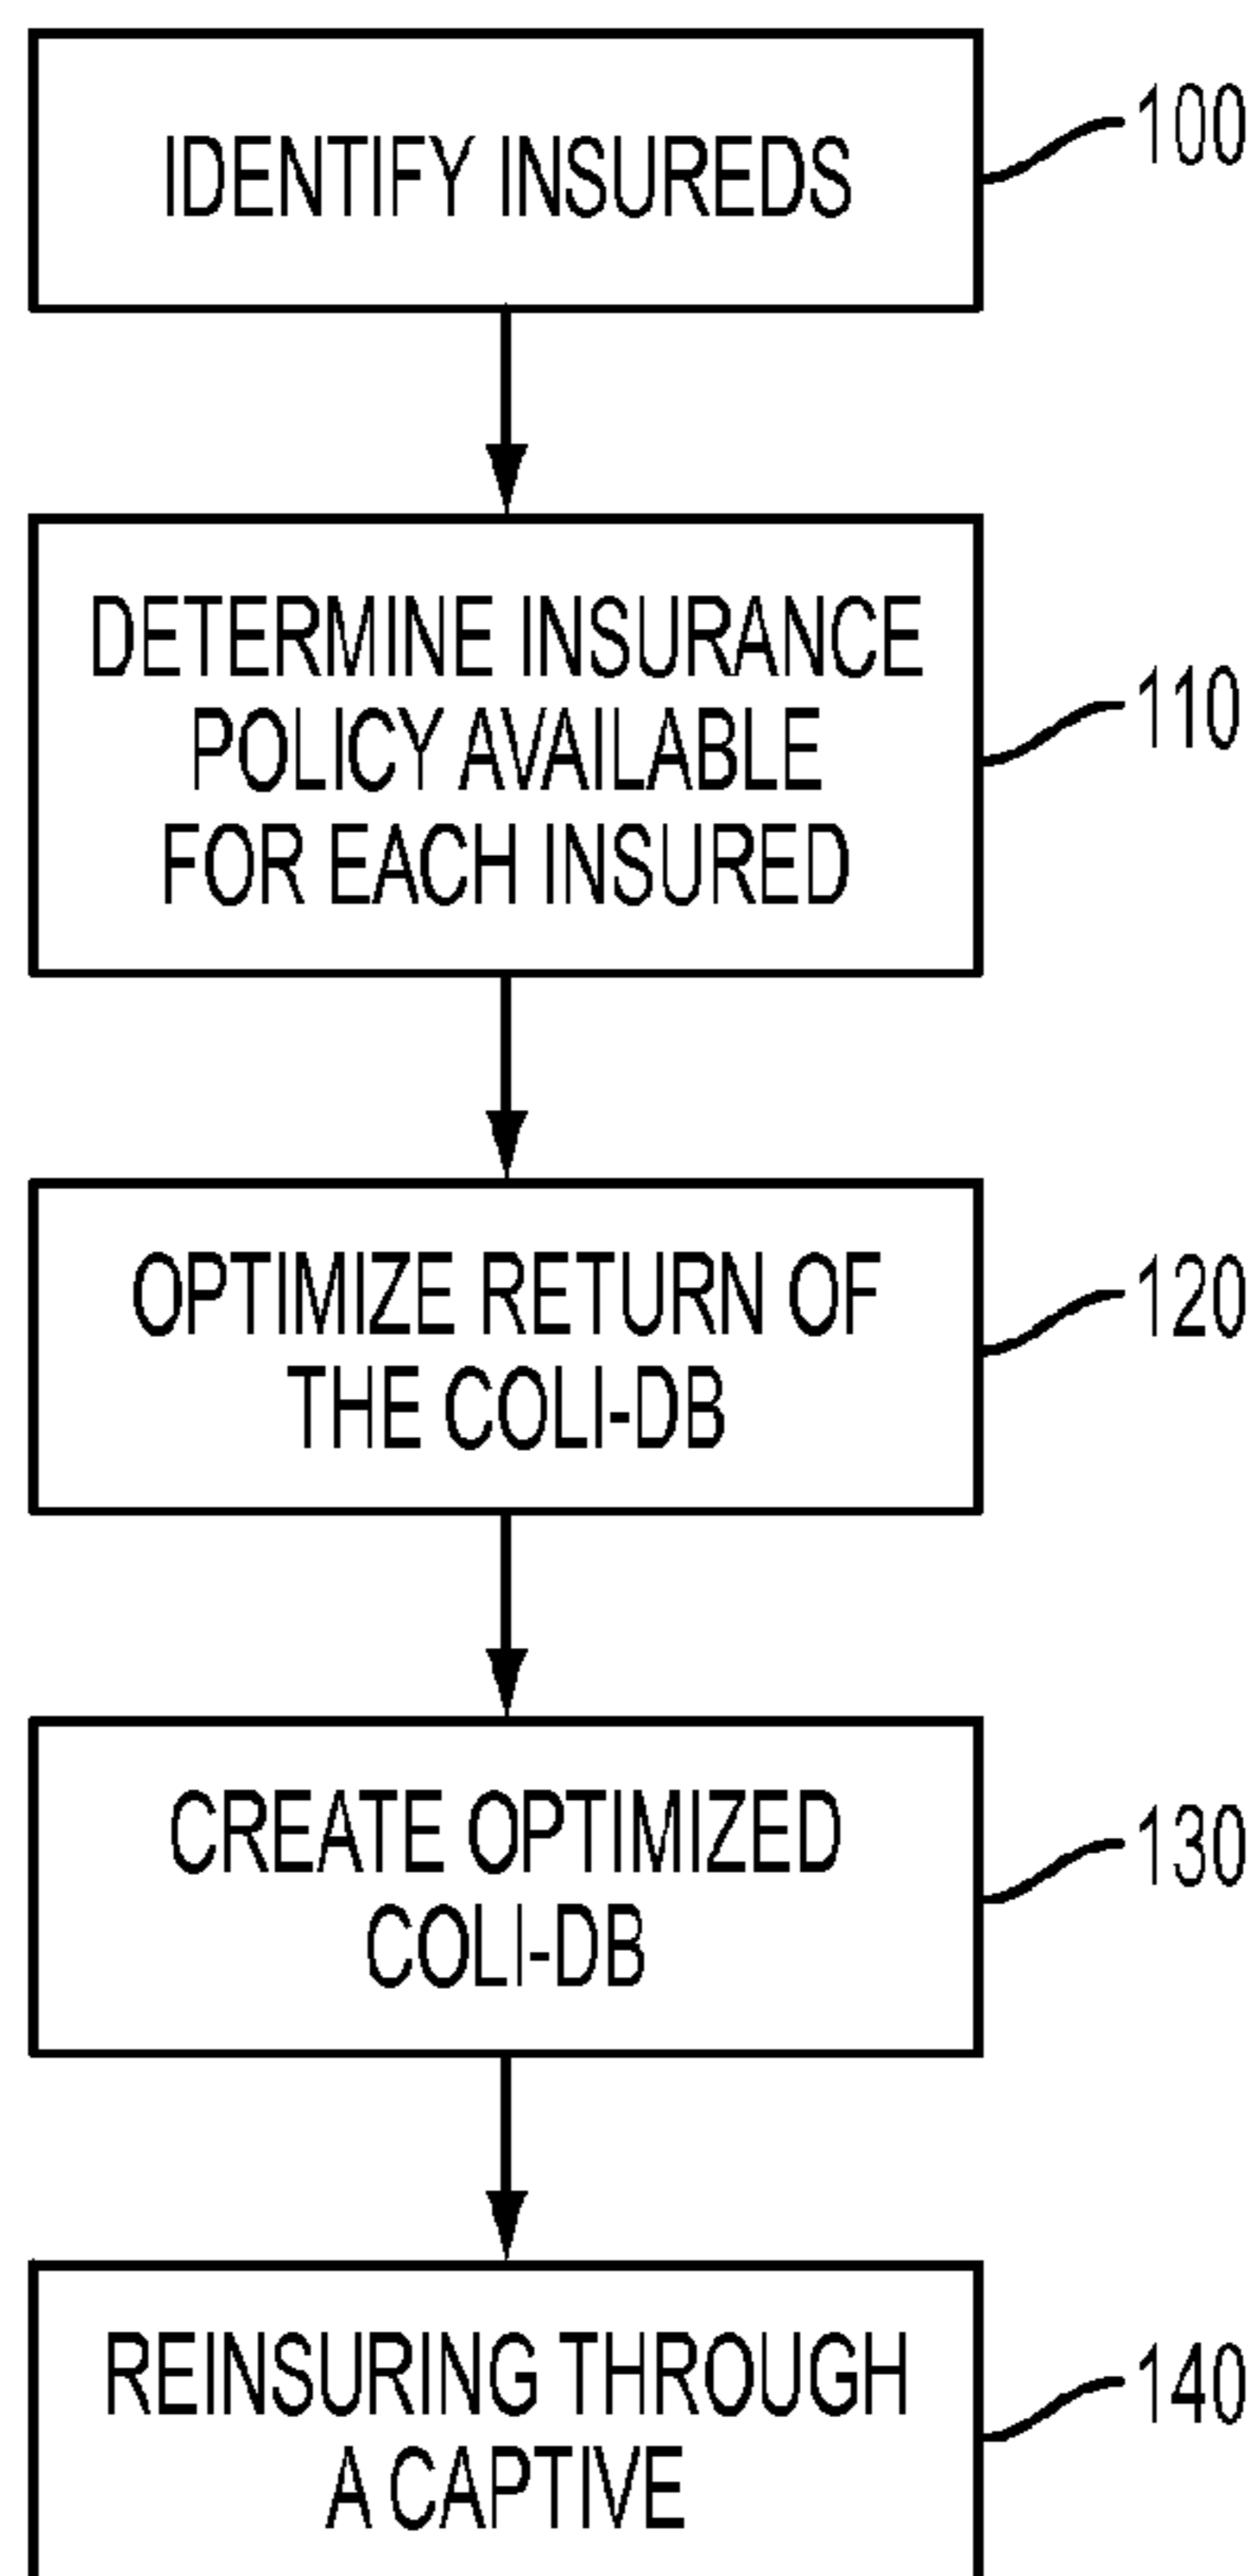 IDENTIFY INSUREDS
100
DETERMINE INSURANCE
POLICY AVAILABLE
FOR EACH INSURED
110
OPTIMIZE RETURN OF
THE COLI-DB
120
CREATE OPTIMIZED
COLI-DB
130
REINSURING THROUGH
A CAPTIVE
140